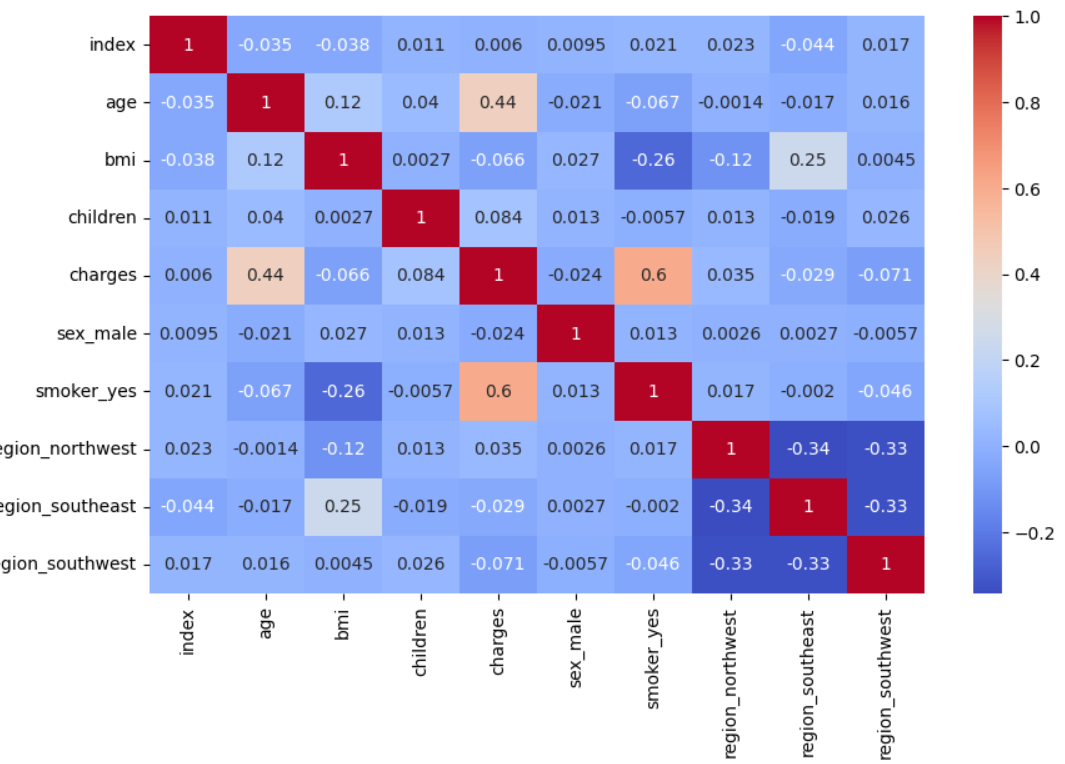 index 1 -0.035 -0.038 0.011 0.006 0.0095 0.021 0.023 -0.044 0.017
age -0.035 1 0.12 0.04 0.44 -0.021 -0.067 -0.0014 -0.017 0.016
bmi -0.038 0.12 1 0.0027 -0.066 0.027 -0.26 -0.12 0.25 0.0045
children 0.011 0.04 0.0027 1 0.084 0.013 -0.0057 0.013 -0.019 0.026
charges 0.006 0.44 -0.066 0.084 1 -0.024 0.6 0.035 -0.029 -0.071
sex_male 0.0095 -0.021 0.027 0.013 -0.024 1 0.013 0.0026 0.0027 -0.0057
smoker_yes 0.021 -0.067 -0.26 -0.0057 0.6 0.013 1 0.017 -0.002 -0.046
egion_northwest 0.023 -0.0014 -0.12 0.013 0.035 0.0026 0.017 1 -0.34 -0.33
egion_southeast -0.044 -0.017 0.25 -0.019 -0.029 0.0027 -0.002 -0.34 1 -0.33
gion_southwest 0.017 0.016 0.0045 0.026 -0.071 -0.0057 -0.046 -0.33 -0.33 1
index
age
bmi
children
charges
sex_male
smoker_yes
region_northwest
region_southeast
region_southwest
1.0
0.8
0.6
0.4
0.2
0.0
−0.2